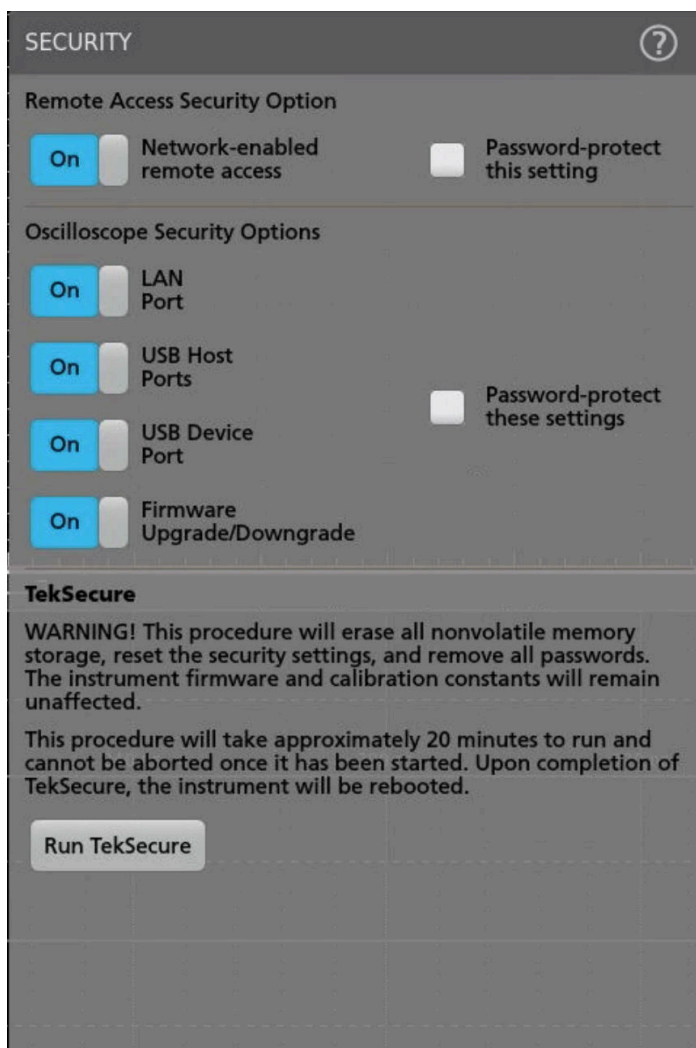 SECURITY
?
Remote Access Security Option
On
Network-enabled
remote access
Password-protect
this setting
Oscilloscope Security Options
On
LAN
Port
On
USB Host
Ports
On
USB Device
Port
On
Firmware
Upgrade/Downgrade
Password-protect
these settings
TekSecure
WARNING! This procedure will erase all nonvolatile memory
storage, reset the security settings, and remove all passwords.
The instrument firmware and calibration constants will remain
unaffected.
This procedure will take approximately 20 minutes to run and
cannot be aborted once it has been started. Upon completion of
TekSecure, the instrument will be rebooted.
Run TekSecure